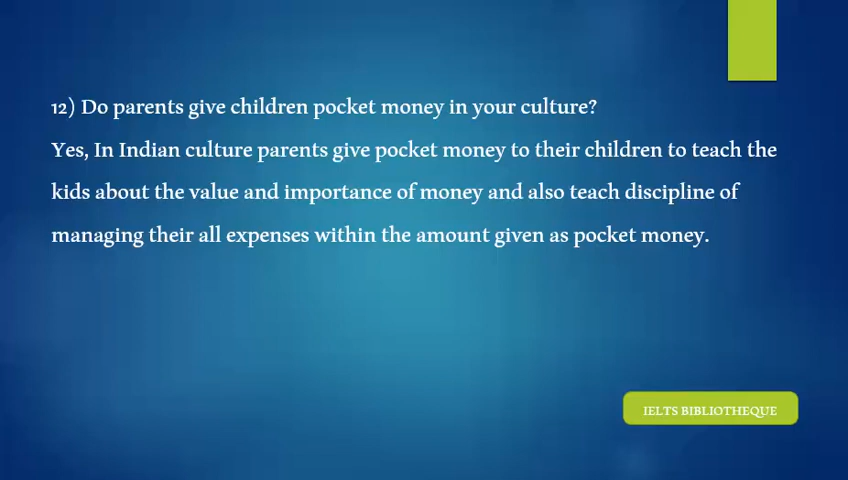 12) Do parents give children pocket money in your culture?
Yes, In Indian culture parents give pocket money to their children to teach the
kids about the value and importance of money and also teach discipline of
managing their all expenses within the amount given as pocket money.
IELTS BIBLIOTHEQUE